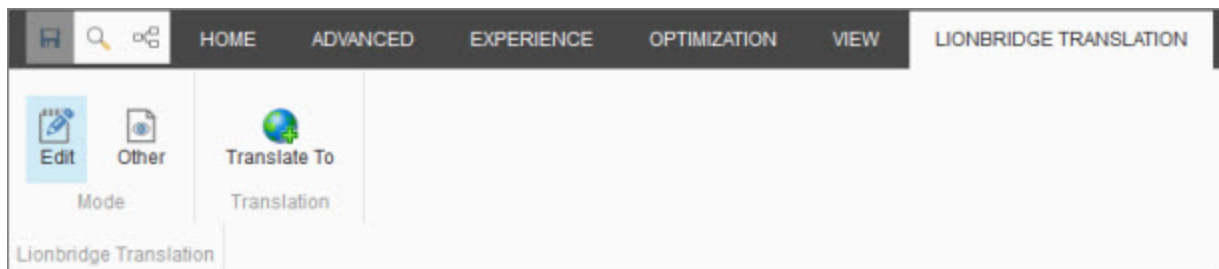 HOME ADVANCED EXPERIENCE OPTIMIZATION VIEW LIONBRIDGE TRANSLATION
Edit Other Translate To
Mode Translation
Lionbridge Translation